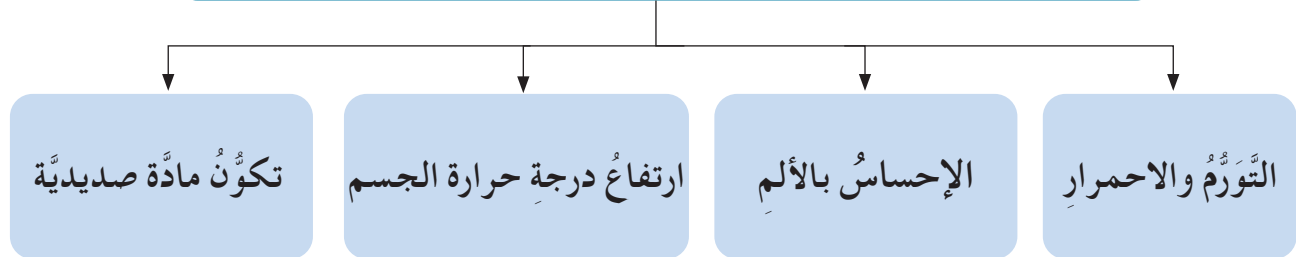 التَّوَرُّمُ والاحمرارِ
الإحساسُ بالألمِ
ارتفاعُ درجةِ حرارة الجسم
تكوُّنُ مادَّة صديديَّة